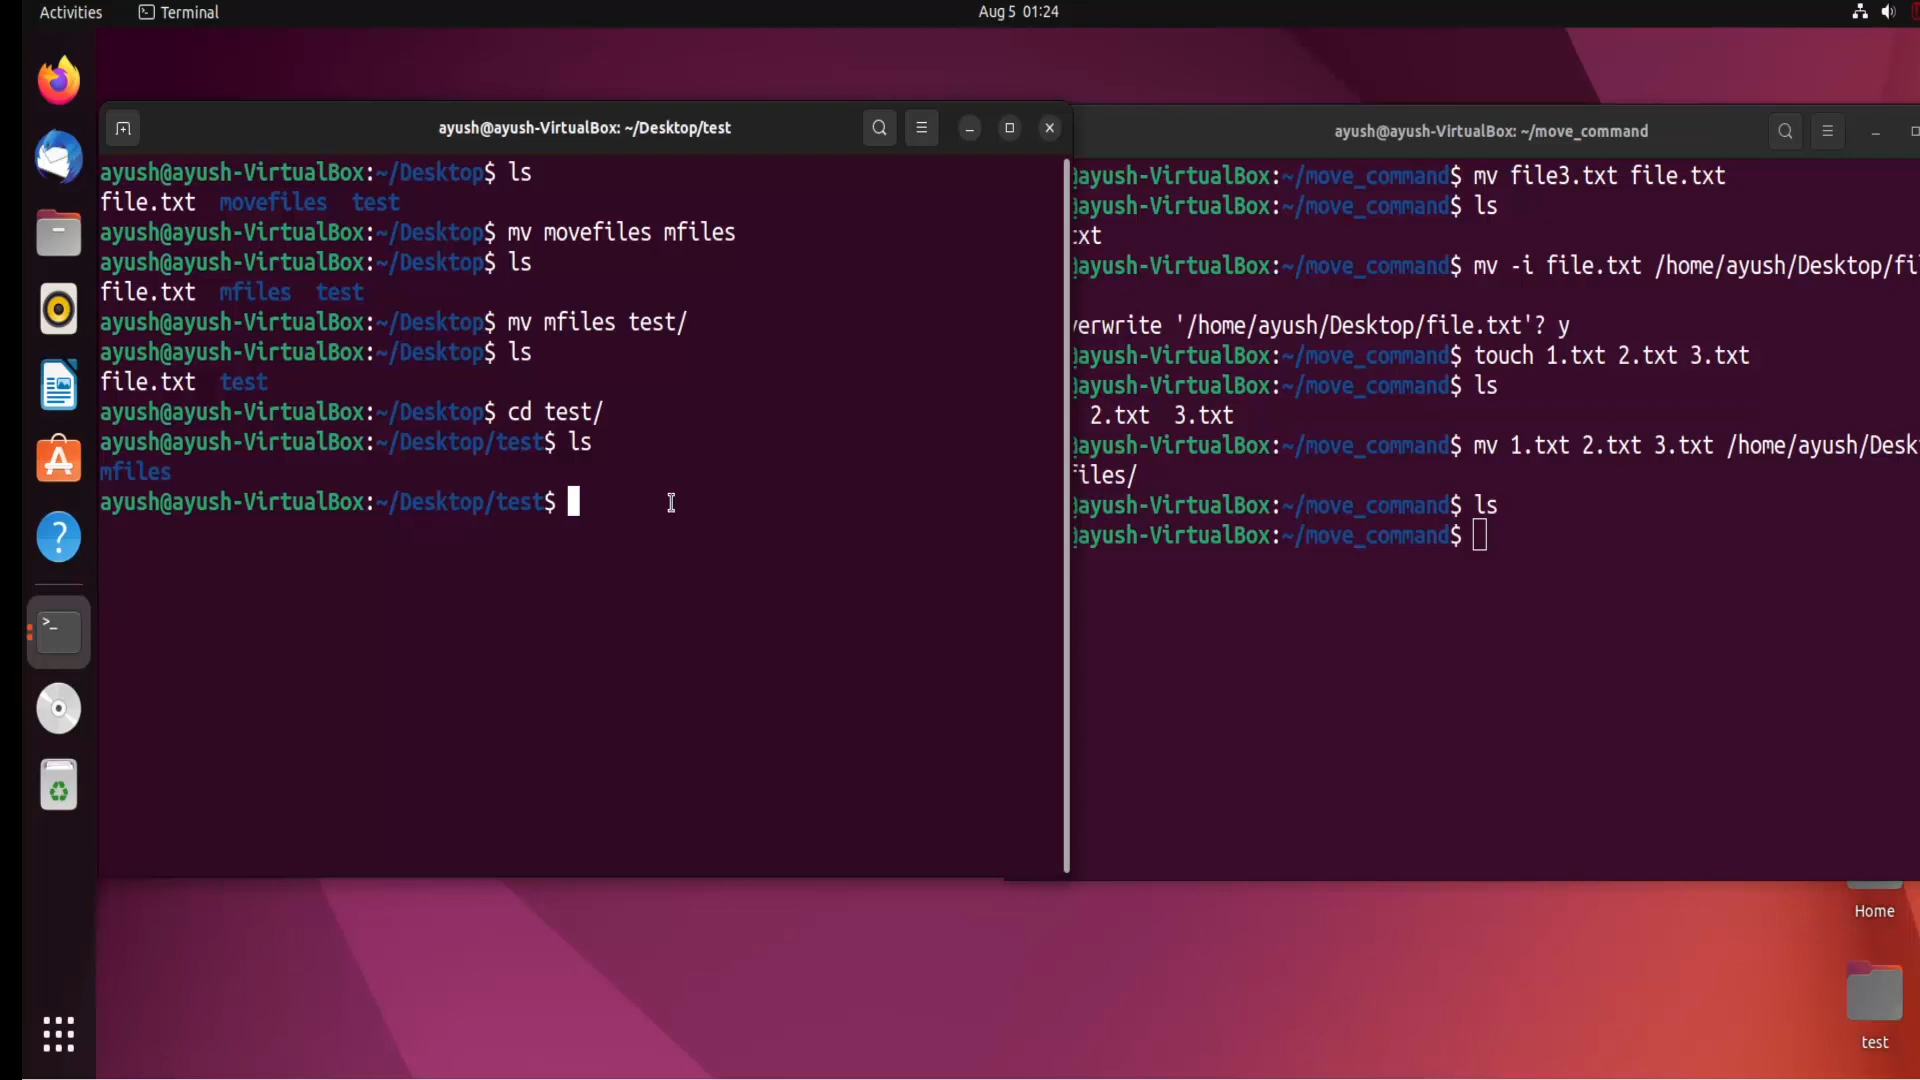 Activities
Terminal
Aug 5 01:24
ayush@ayush-VirtualBox: ~/Desktop/test
ayush@ayush-VirtualBox:~/Desktop$ ls
file.txt movefiles test
ayush@ayush-VirtualBox:~/Desktop$ mv movefiles mfiles
ayush@ayush-VirtualBox:~/Desktop$ ls
file.txt mfiles test
ayush@ayush-VirtualBox:~/Desktop$ mv mfiles test/
ayush@ayush-VirtualBox:~/Desktop$ ls
file.txt test
ayush@ayush-VirtualBox:~/Desktop$ cd test/
ayush@ayush-VirtualBox:~/Desktop/test$ ls
mfiles
ayush@ayush-VirtualBox:~/Desktop/test$
ayush@ayush-VirtualBox: ~/move_command
@ayush-VirtualBox:~/move_command$ mv file3.txt file.txt
@ayush-VirtualBox:~/move_command$ ls
txt
@ayush-VirtualBox:~/move_command$ mv -i file.txt /home/ayush/Desktop/fi
verwrite '/home/ayush/Desktop/file.txt'? y
@ayush-VirtualBox:~/move_command$ touch 1.txt 2.txt 3.txt
@ayush-VirtualBox:~/move_command$ ls
2.txt 3.txt
@ayush-VirtualBox:~/move_command$ mv 1.txt 2.txt 3.txt /home/ayush/Desk
files/
@ayush-VirtualBox:~/move_command$ ls
@ayush-VirtualBox:~/move_command$
Home
test